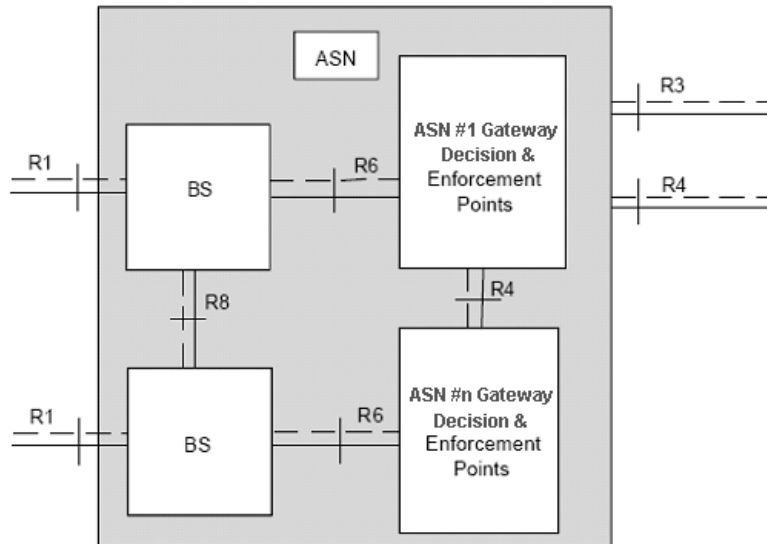 ASN
R3
ASN #1 Gateway
Decision &
Enforcement
Points
R1
BS
R6
R4
R8
R4
ASN #n Gateway
Decision &
Enforcement
Points
R1
BS
R6